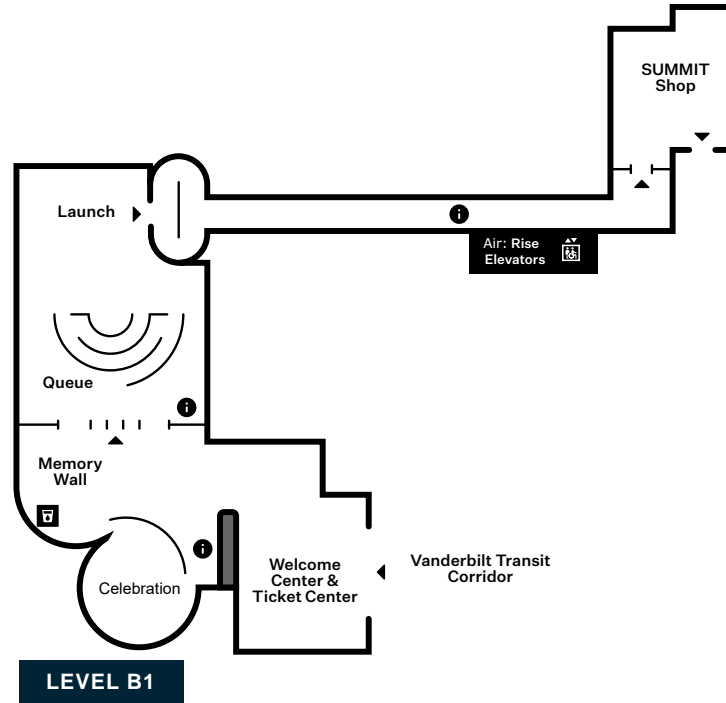 SUMMIT
Shop
Launch
Air: Rise
Elevators
Queue
Memory
Wall
Welcome
Center &
Ticket Center
Vanderbilt Transit
Corridor
Celebration
LEVEL B1